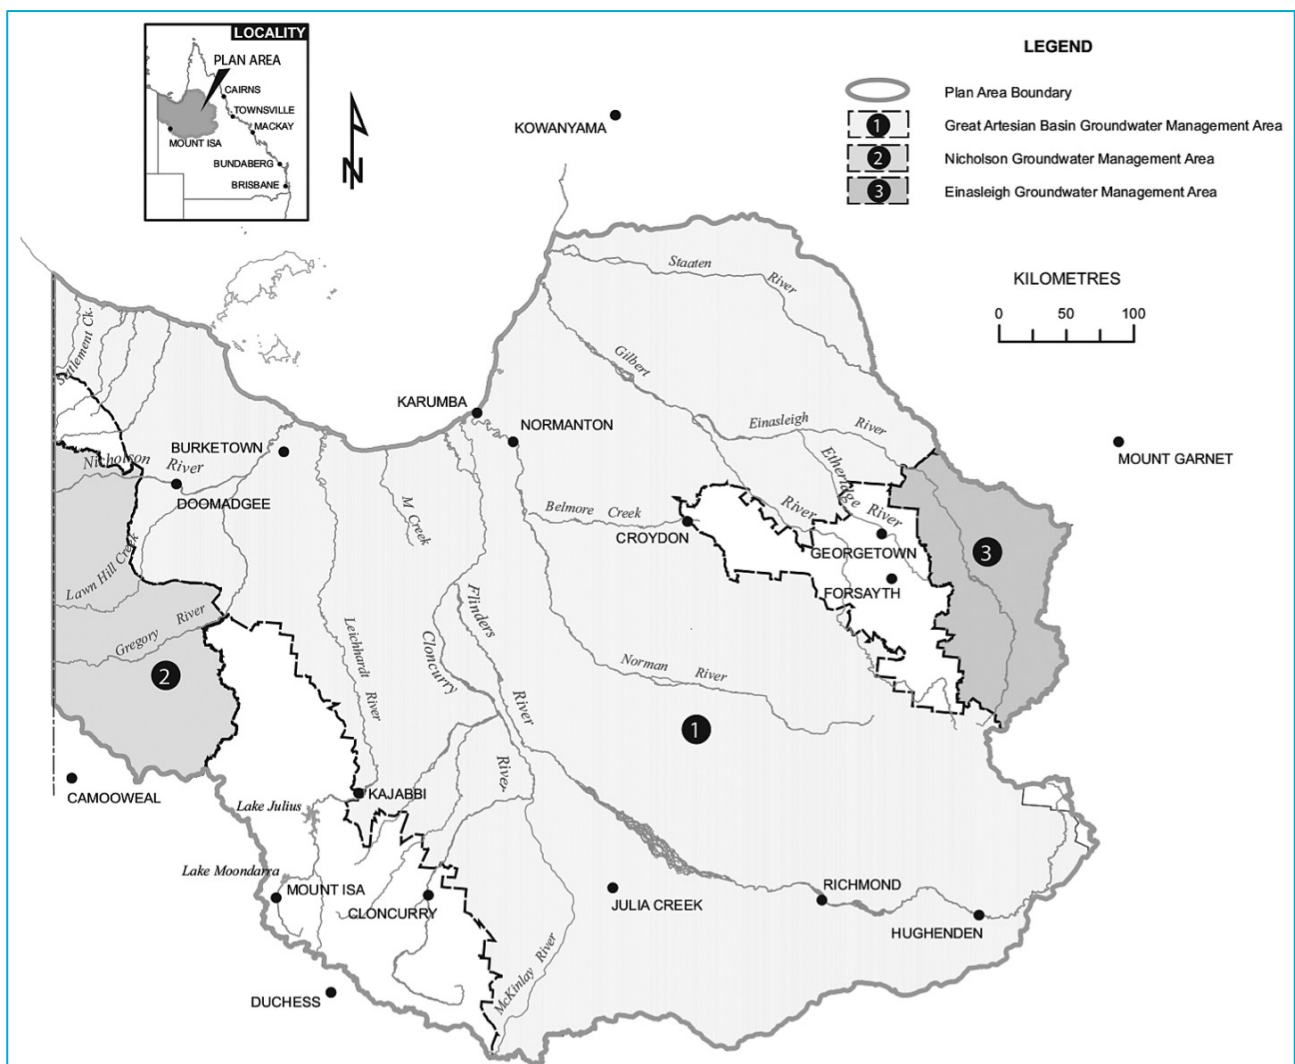 LOCALITY
PLAN AREA
CAIRNS
TOWNSVILLE
MACKAY
MOUNT ISA
BUNDABERG
BRISBANE
N
LEGEND
Plan Area Boundary
1 Great Artesian Basin Groundwater Management Area
2 Nicholson Groundwater Management Area
3 Einasleigh Groundwater Management Area
KILOMETRES
0 50 100
KOWANYAMA
Staaten River
Settlement Ck.
Gilbert River
KARUMBA
NORMANTON
Einasleigh River
BURKETOWN
MOUNT GARNET
Nicholson River
Etheridge River
DOOMADGEE
M Creek
Belmore Creek
CROYDON
GEORGETOWN
3
Lawn Hill Creek
FORSAYTH
Gregory River
Leichhardt River
Flinders River
Cloncurry River
Norman River
2
1
CAMOOWEAL
KAJABBI
Lake Julius
Lake Moondarra
MOUNT ISA
CLONCURRY
JULIA CREEK
RICHMOND
HUGHENDEN
McKinlay River
DUCHESS